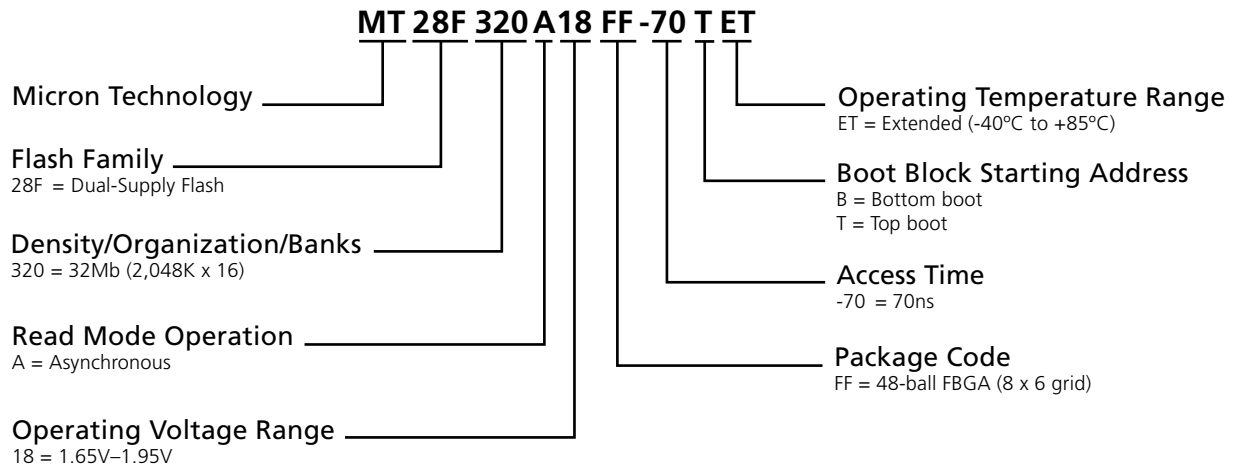 MT 28F 320 A 18 FF -70 T ET
Micron Technology
Flash Family
28F = Dual-Supply Flash
Density/Organization/Banks
320 = 32Mb (2,048K x 16)
Read Mode Operation
A = Asynchronous
Operating Voltage Range
18 = 1.65V–1.95V
Operating Temperature Range
ET = Extended (-40ºC to +85ºC)
Boot Block Starting Address
B = Bottom boot
T = Top boot
Access Time
-70 = 70ns
Package Code
FF = 48-ball FBGA (8 x 6 grid)